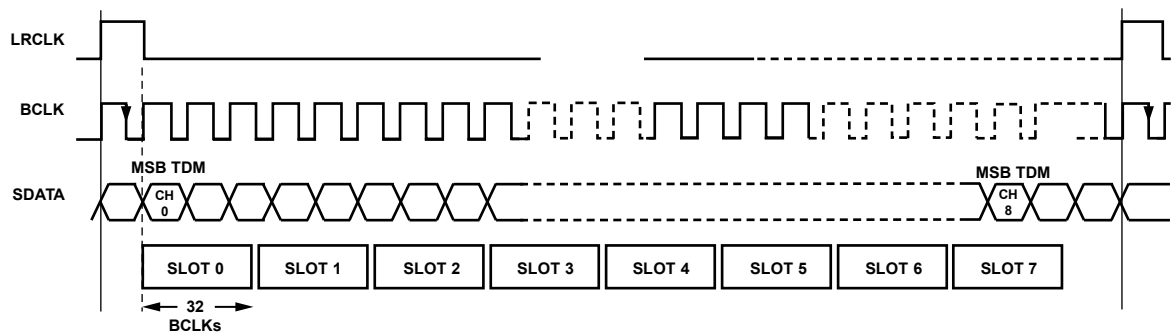 LRCLK
BCLK
MSB TDM
MSB TDM
SDATA
CH
0
CH
8
SLOT 0
SLOT 1
SLOT 2
SLOT 3
SLOT 4
SLOT 5
SLOT 6
SLOT 7
32
BCLKs